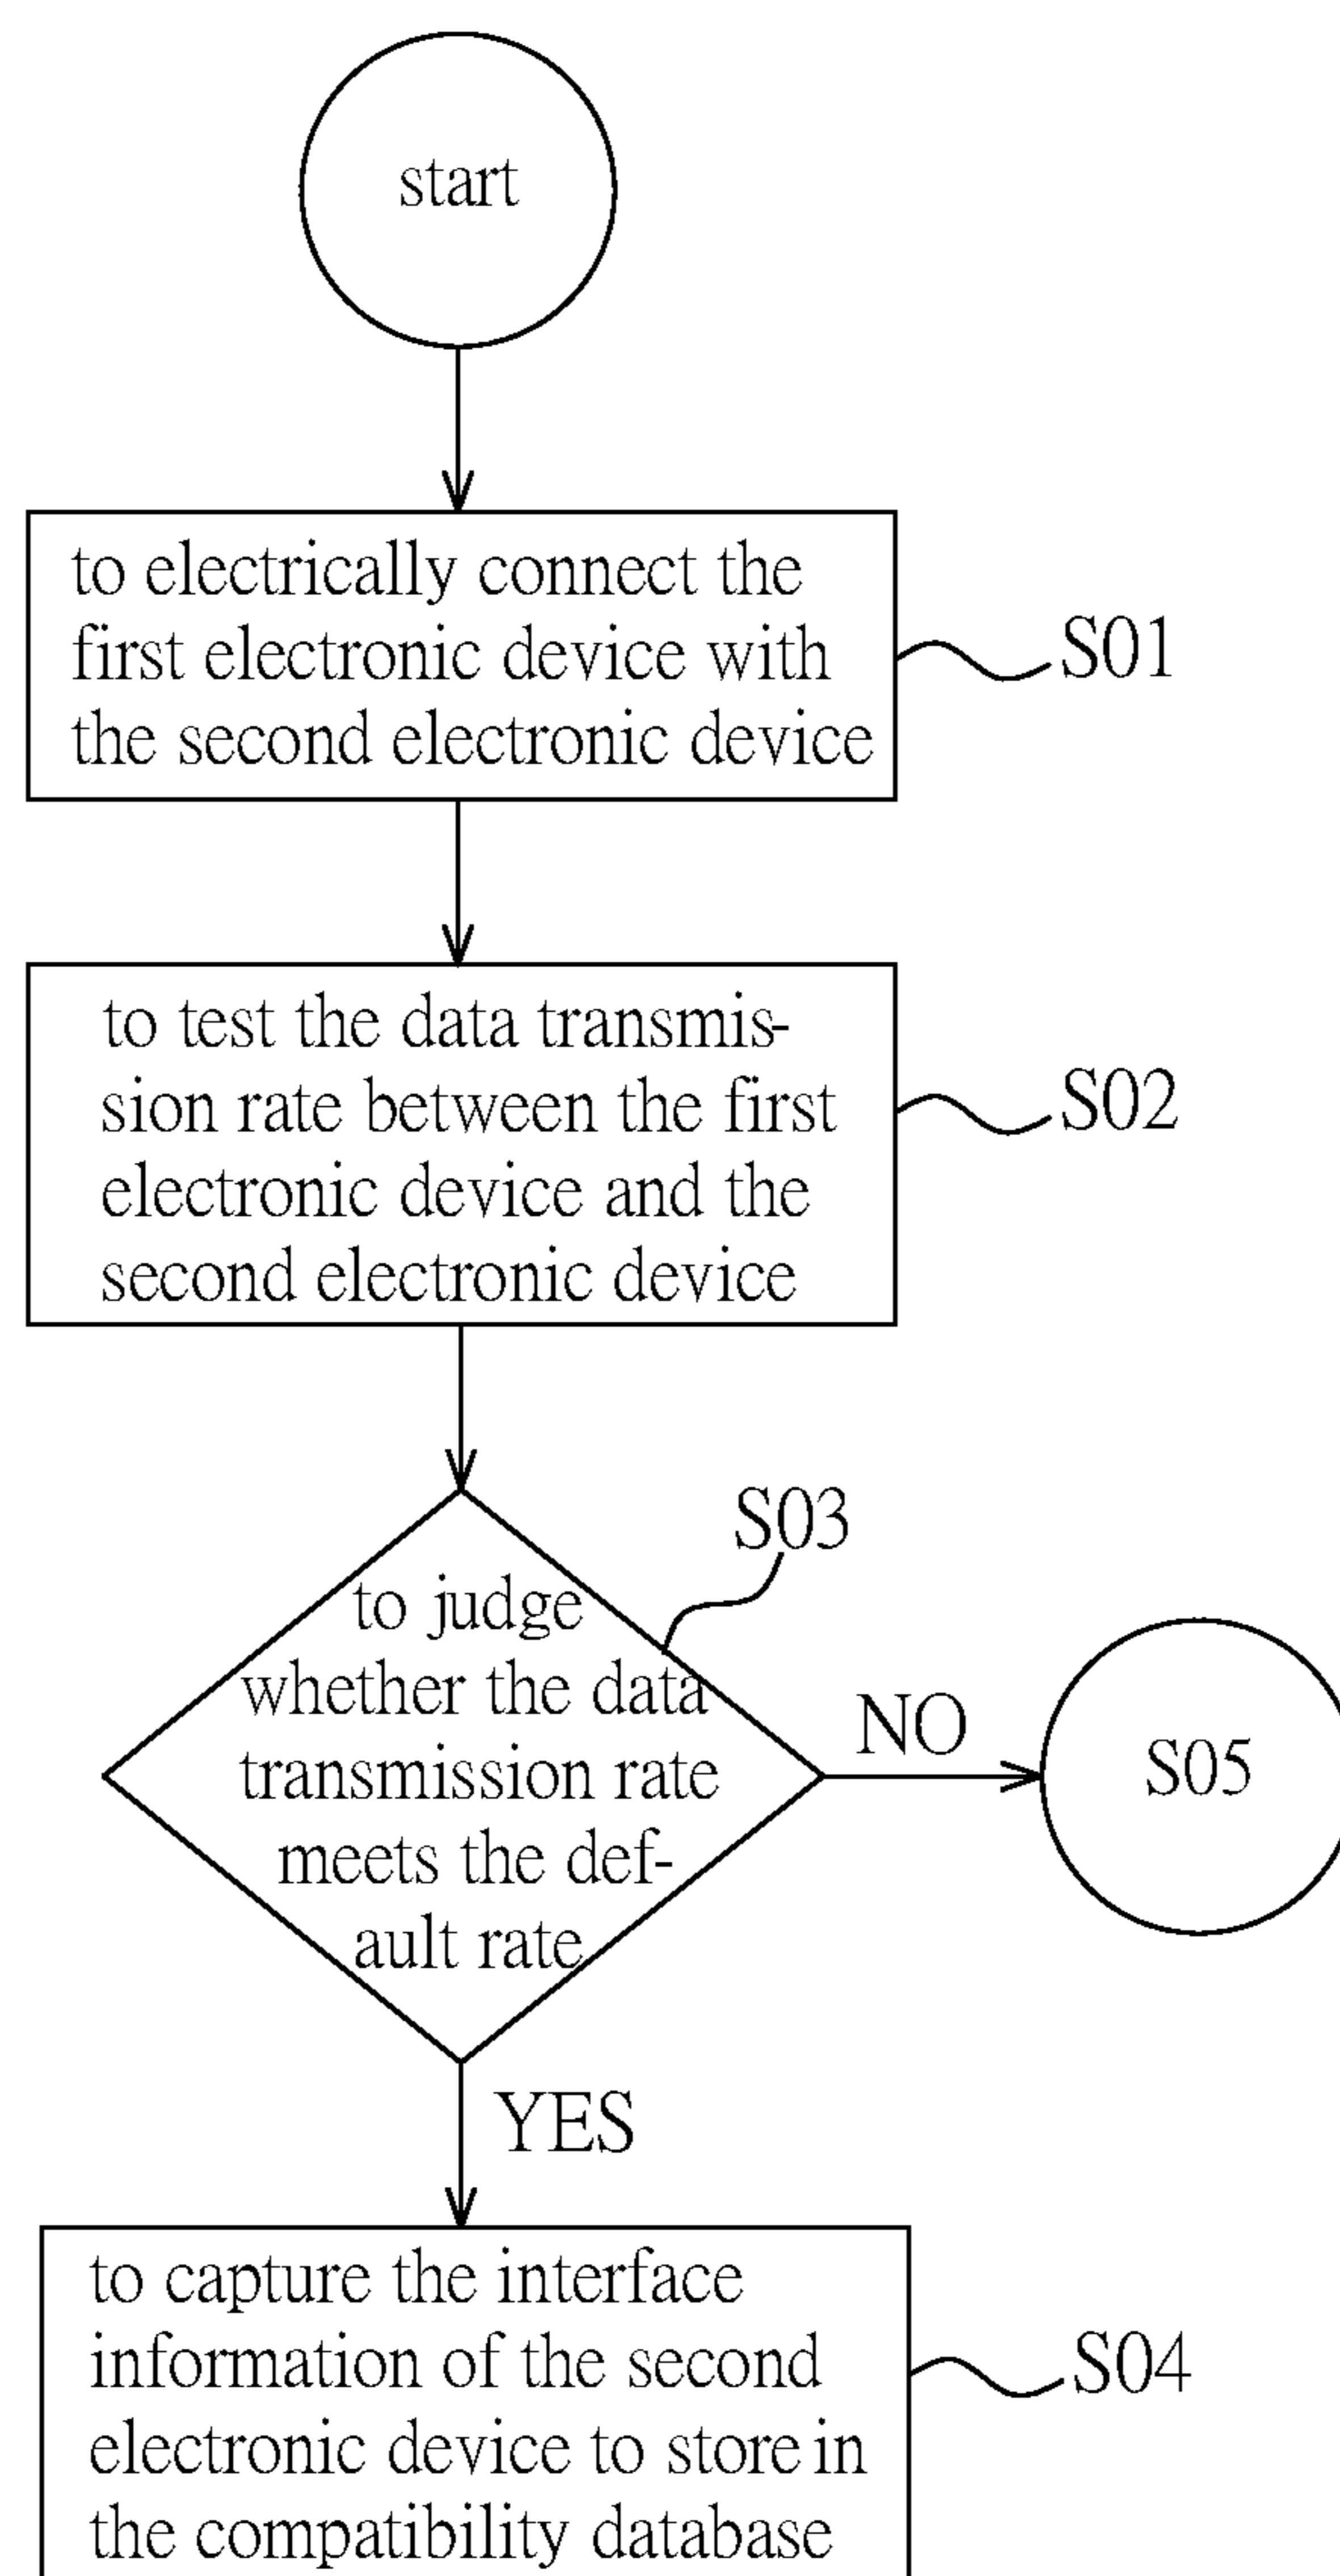 start
to electrically connect the
first electronic device with
the second electronic device
S01
to test the data transmis-
sion rate between the first
electronic device and the
second electronic device
S02
S03
to judge
whether the data
transmission rate
meets the def-
ault rate
NO
S05
YES
to capture the interface
information of the second
electronic device to store in
the compatibility database
S04